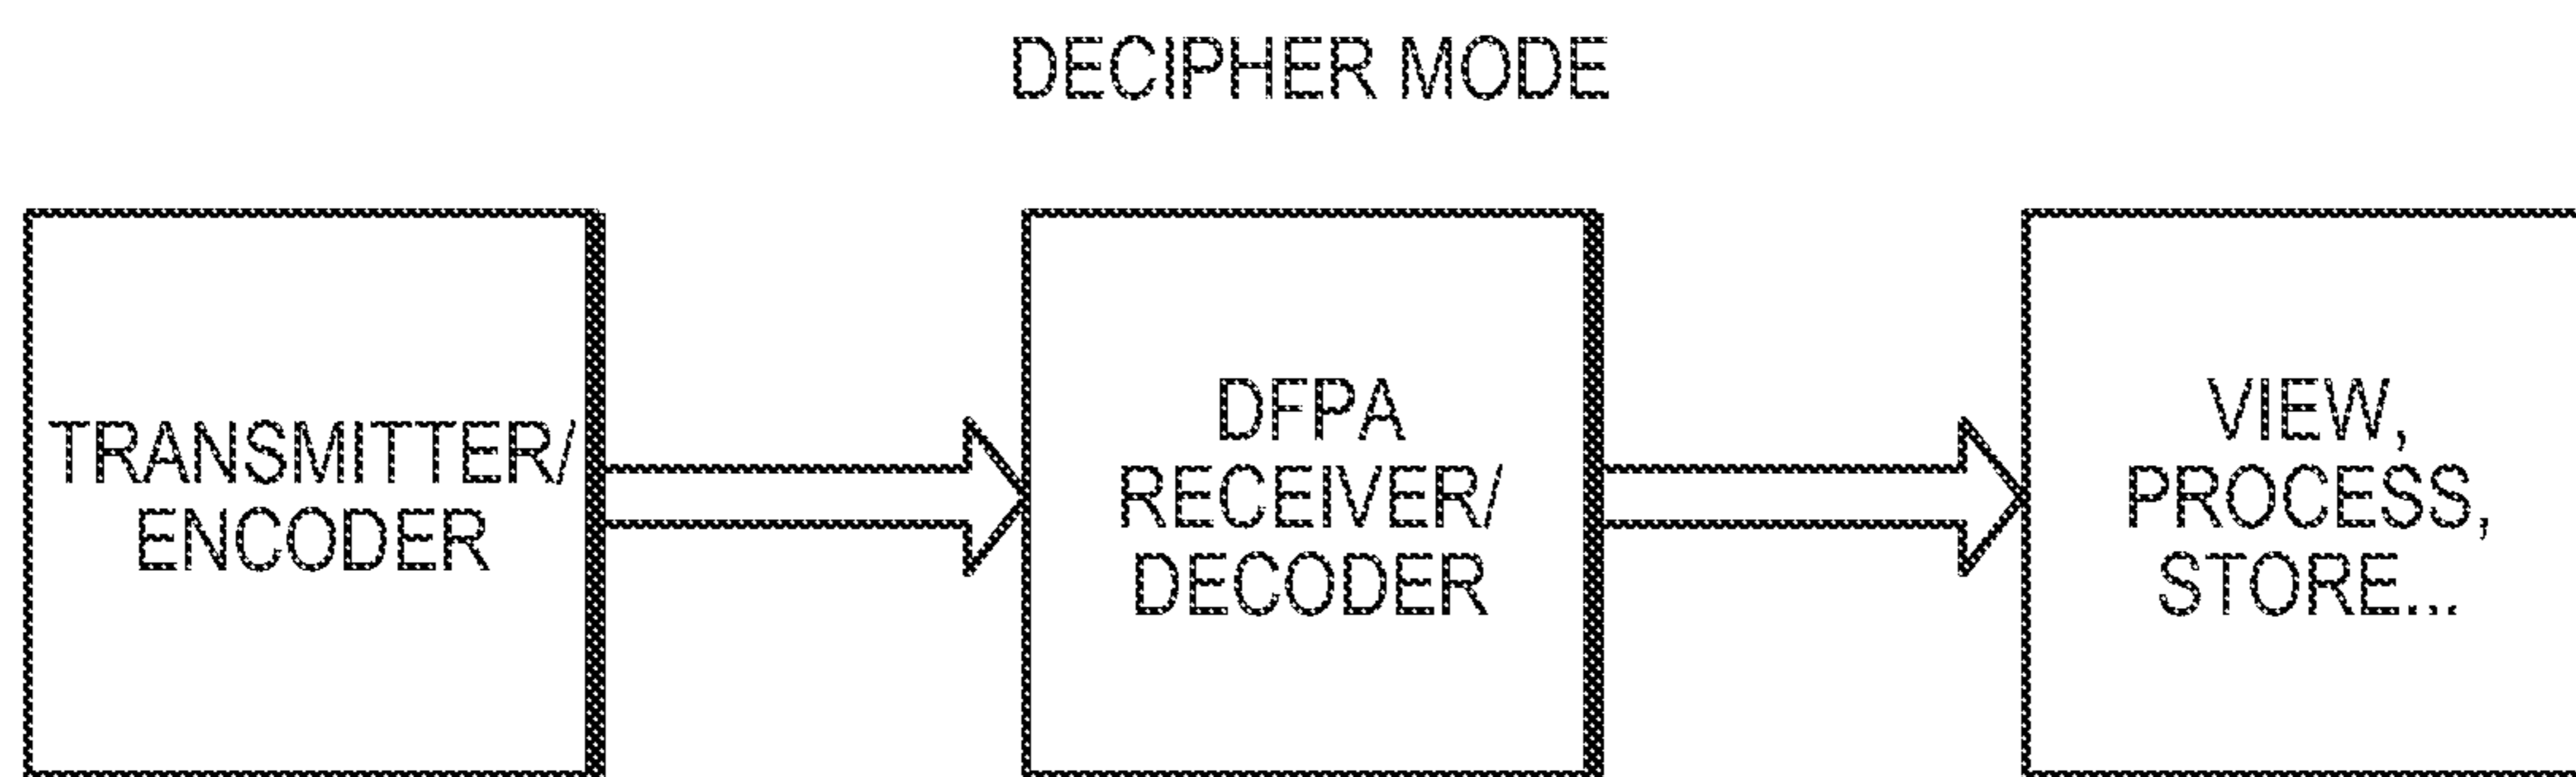 DECIPHER MODE
TRANSMITTER/
ENCODER
DFPA
RECEIVER/
DECODER
VIEW,
PROCESS,
STORE...